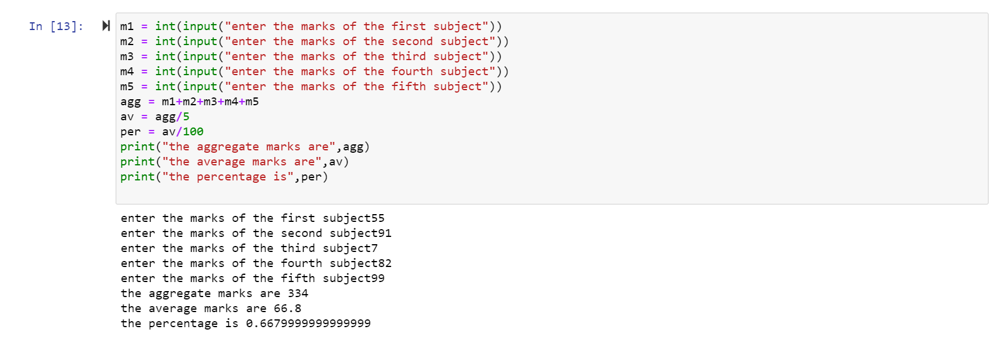 In [13]:
m1 = int(input("enter the marks of the first subject"))
m2 = int(input("enter the marks of the second subject"))
m3 = int(input("enter the marks of the third subject"))
m4 = int(input("enter the marks of the fourth subject"))
m5 = int(input("enter the marks of the fifth subject"))
agg = m1+m2+m3+m4+m5
av = agg/5
per = av/100
print("the aggregate marks are",agg)
print("the average marks are",av)
print("the percentage is",per)
enter the marks of the first subject55
enter the marks of the second subject91
enter the marks of the third subject7
enter the marks of the fourth subject82
enter the marks of the fifth subject99
the aggregate marks are 334
the average marks are 66.8
the percentage is 0.6679999999999999